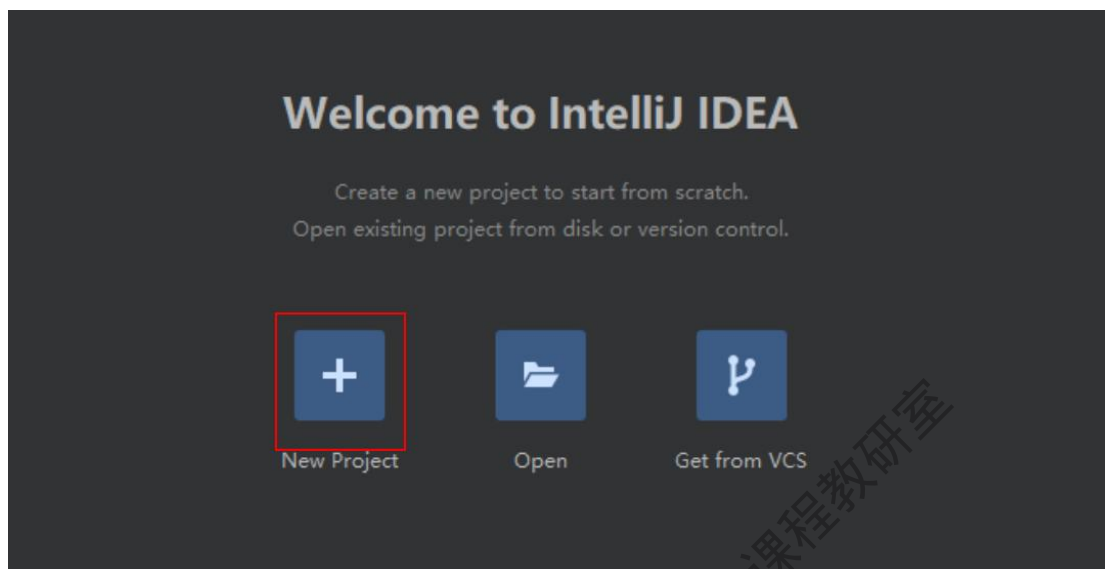 Welcome to IntelliJ IDEA
Create a new project to start from scratch.
Open existing project from disk or version control.
New Project
Open
Get from VCS
课程教研室